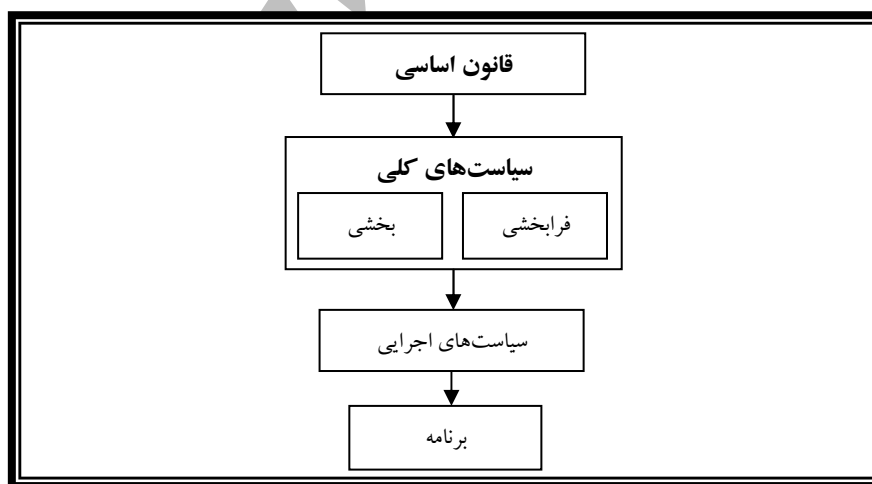 قانون اساسی
سیاست‌های کلی
فرابخشی
بخشی
سیاست‌های اجرایی
برنامه